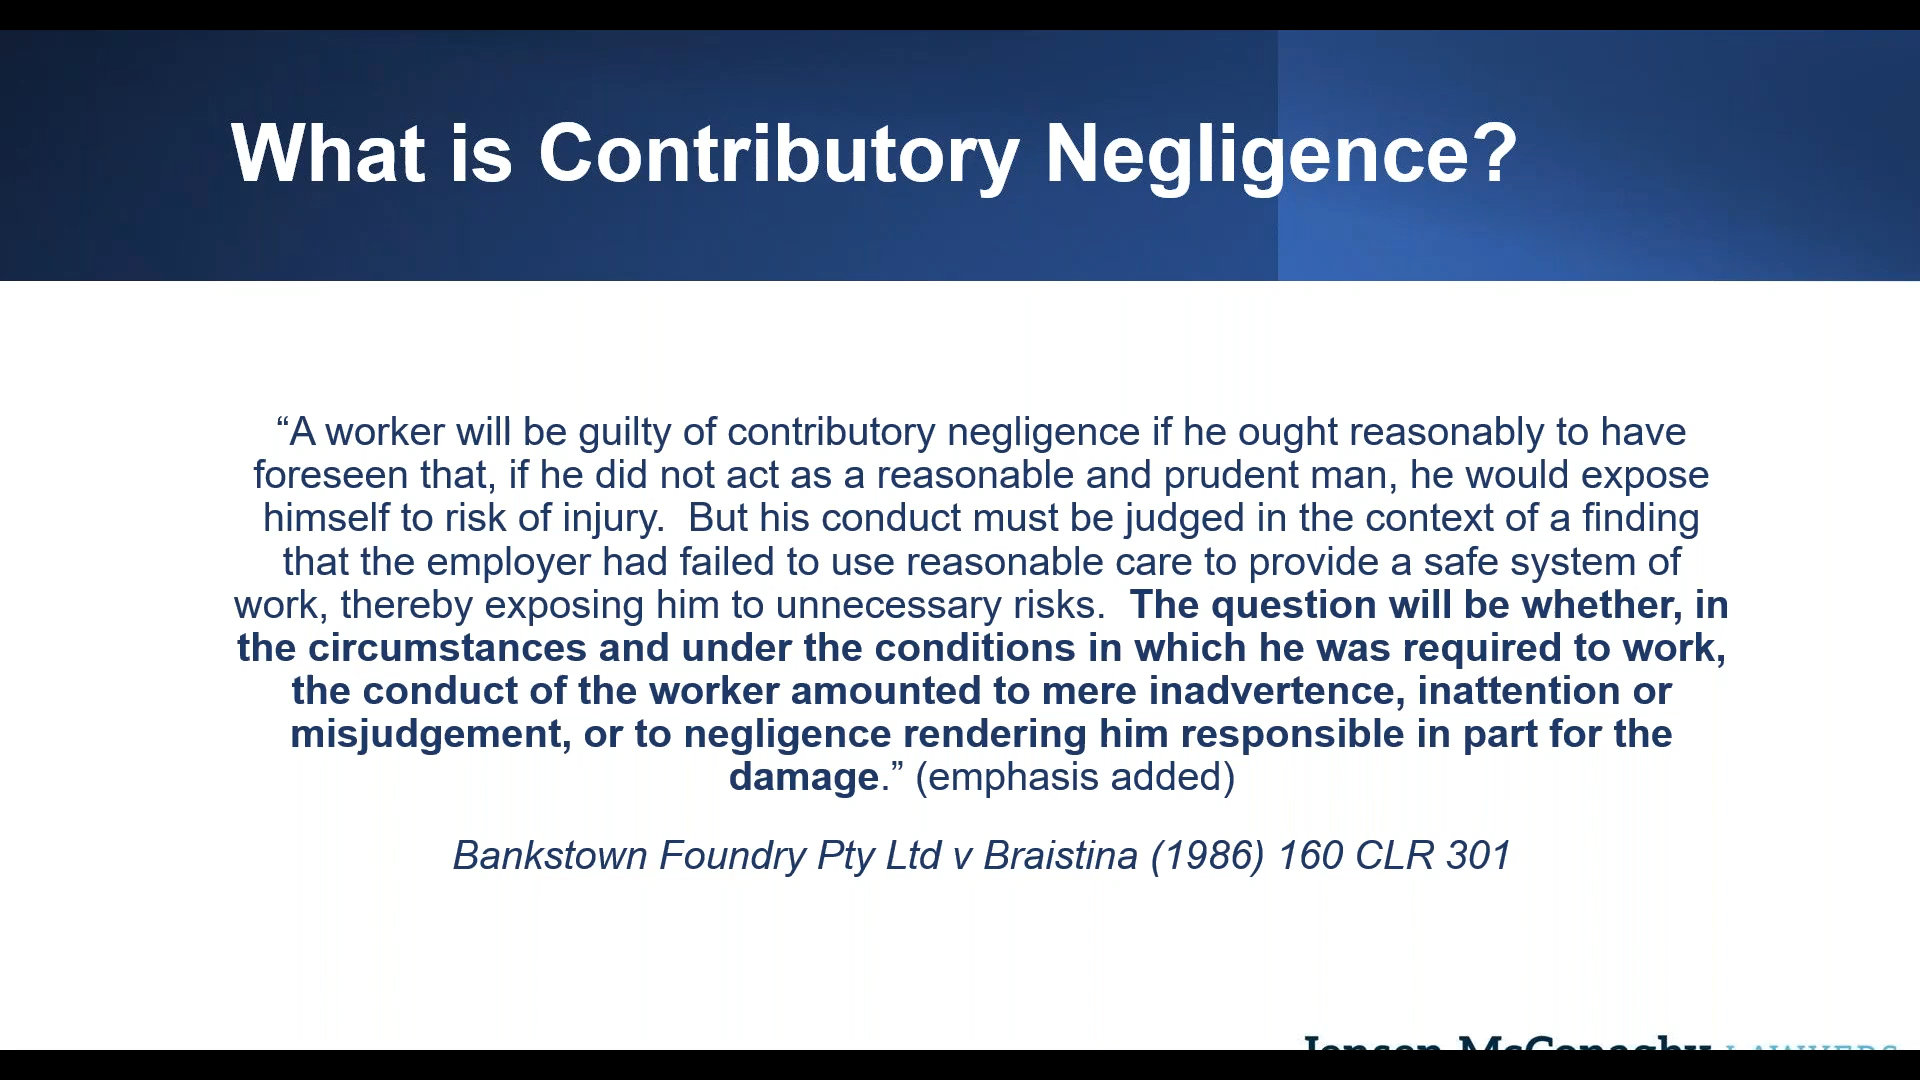 What is Contributory Negligence?
“A worker will be guilty of contributory negligence if he ought reasonably to have
foreseen that, if he did not act as a reasonable and prudent man, he would expose
himself to risk of injury.  But his conduct must be judged in the context of a finding
that the employer had failed to use reasonable care to provide a safe system of
work, thereby exposing him to unnecessary risks.  The question will be whether, in
the circumstances and under the conditions in which he was required to work,
the conduct of the worker amounted to mere inadvertence, inattention or
misjudgement, or to negligence rendering him responsible in part for the
damage.” (emphasis added)
Bankstown Foundry Pty Ltd v Braistina (1986) 160 CLR 301
Jensen McConaghy LAWYERS